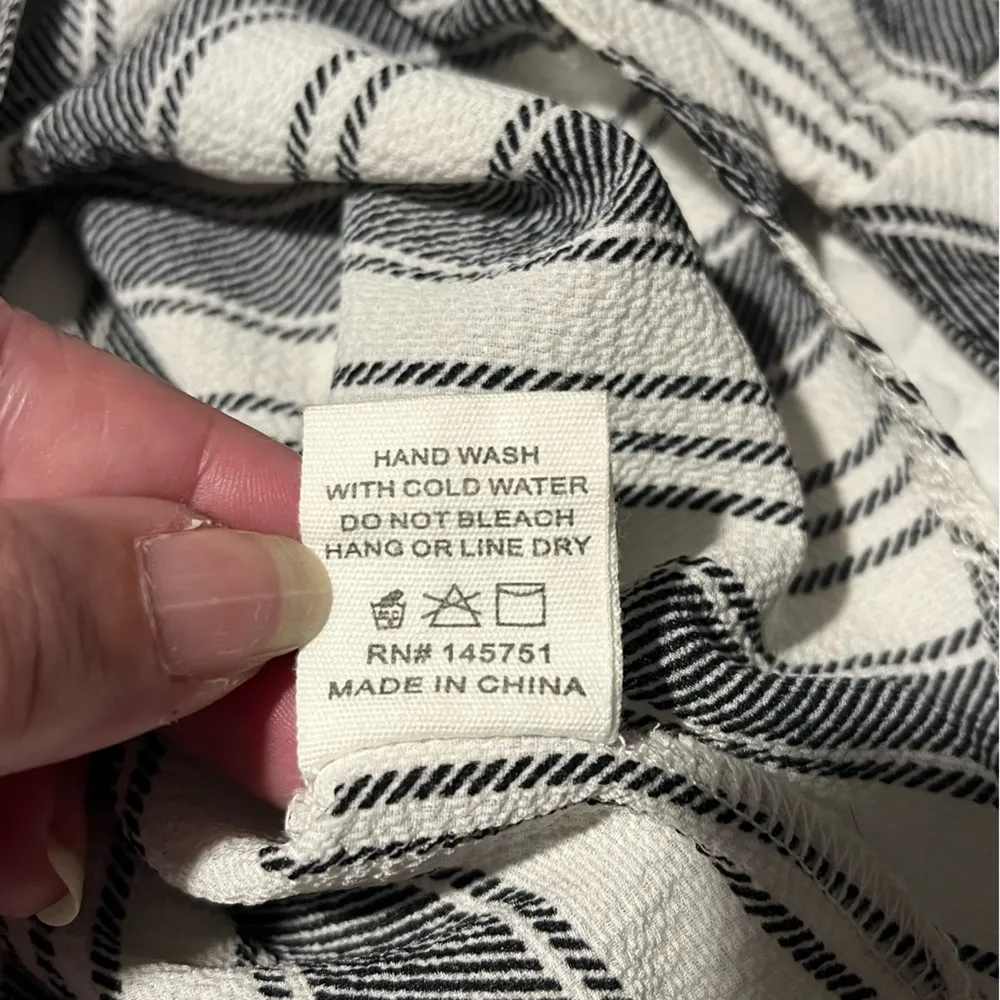 HAND WASH
WITH COLD WATER
DO NOT BLEACH
HANG OR LINE DRY
RN# 145751
MADE IN CHINA